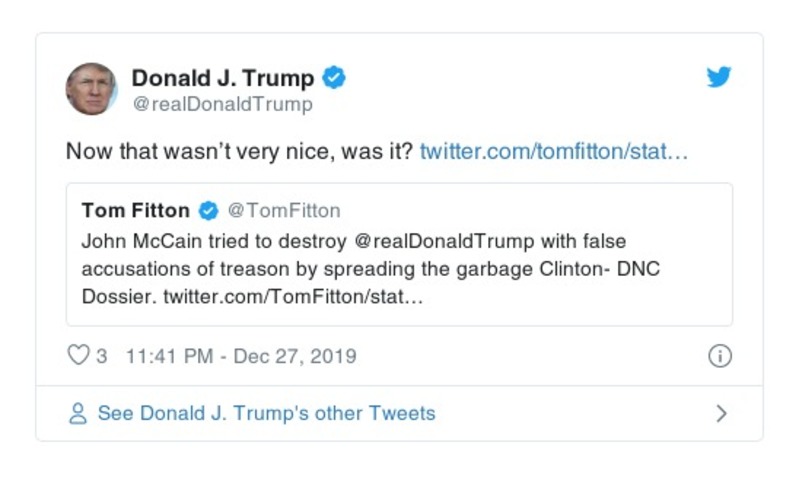 Donald J. Trump
@realDonaldTrump
Now that wasn’t very nice, was it? twitter.com/tomfitton/stat…
Tom Fitton @TomFitton
John McCain tried to destroy @realDonaldTrump with false
accusations of treason by spreading the garbage Clinton- DNC
Dossier. twitter.com/TomFitton/stat…
3 11:41 PM - Dec 27, 2019
See Donald J. Trump's other Tweets